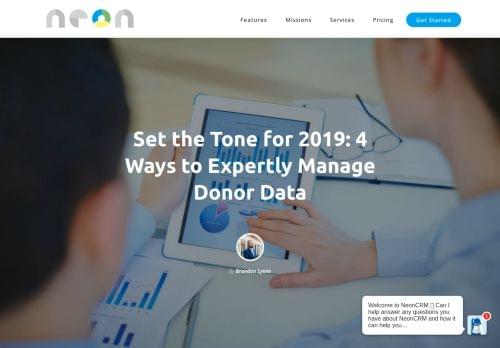 neon
Features
Missions
Services
Pricing
Get Started
Set the Tone for 2019: 4
Ways to Expertly Manage
Donor Data
By Brandon Lyons
Welcome to NeonCRM ▯ Can I
help answer any questions you
have about NeonCRM and how it
can help you...
1